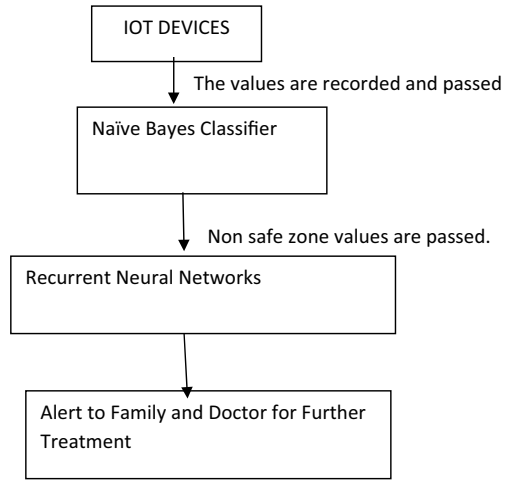 IOT DEVICES
The values are recorded and passed
Naïve Bayes Classifier
Non safe zone values are passed.
Recurrent Neural Networks
Alert to Family and Doctor for Further
Treatment